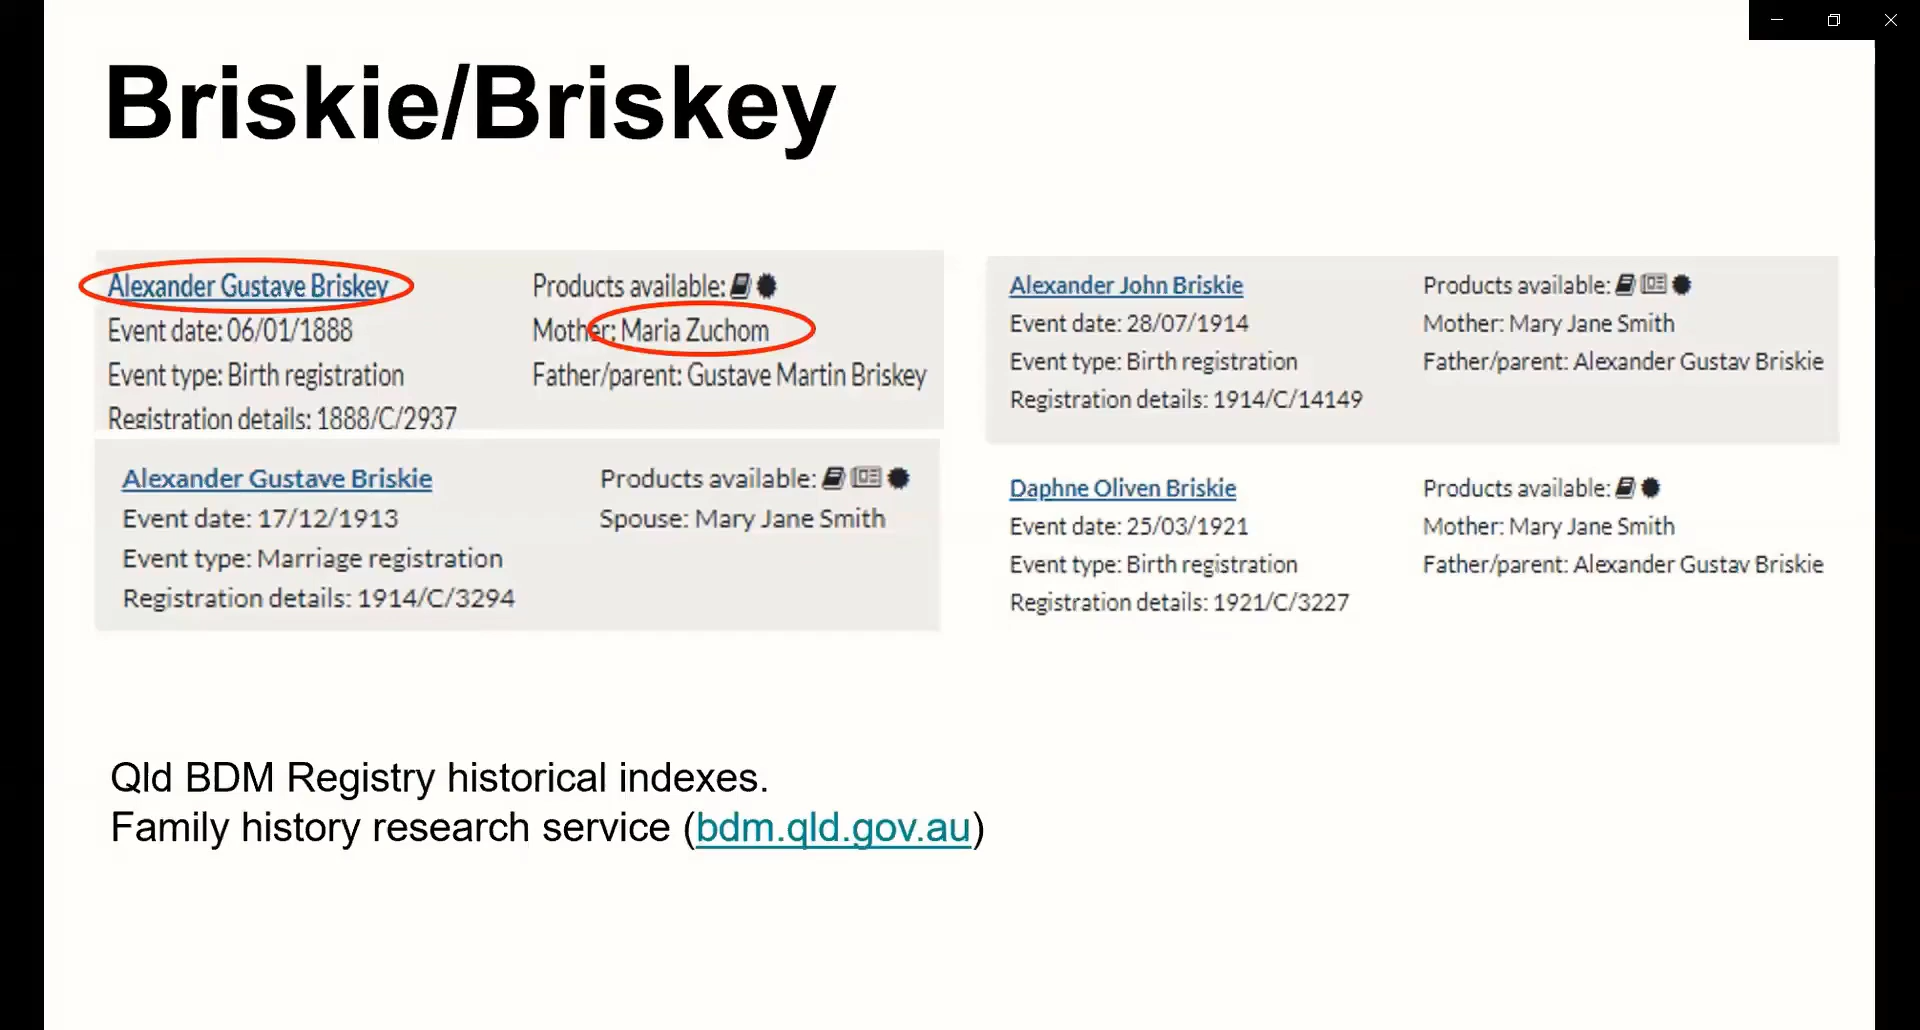 Briskie/Briskey
Alexander Gustave Briskey
Event date: 06/01/1888
Event type: Birth registration
Registration details: 1888/C/2937
Products available:
Mother: Maria Zuchom
Father/parent: Gustave Martin Briskey
Alexander Gustave Briskie
Event date: 17/12/1913
Event type: Marriage registration
Registration details: 1914/C/3294
Products available:
Spouse: Mary Jane Smith
Alexander John Briskie
Event date: 28/07/1914
Event type: Birth registration
Registration details: 1914/C/14149
Products available:
Mother: Mary Jane Smith
Father/parent: Alexander Gustav Briskie
Daphne Oliven Briskie
Event date: 25/03/1921
Event type: Birth registration
Registration details: 1921/C/3227
Products available:
Mother: Mary Jane Smith
Father/parent: Alexander Gustav Briskie
Qld BDM Registry historical indexes.
Family history research service (bdm.qld.gov.au)